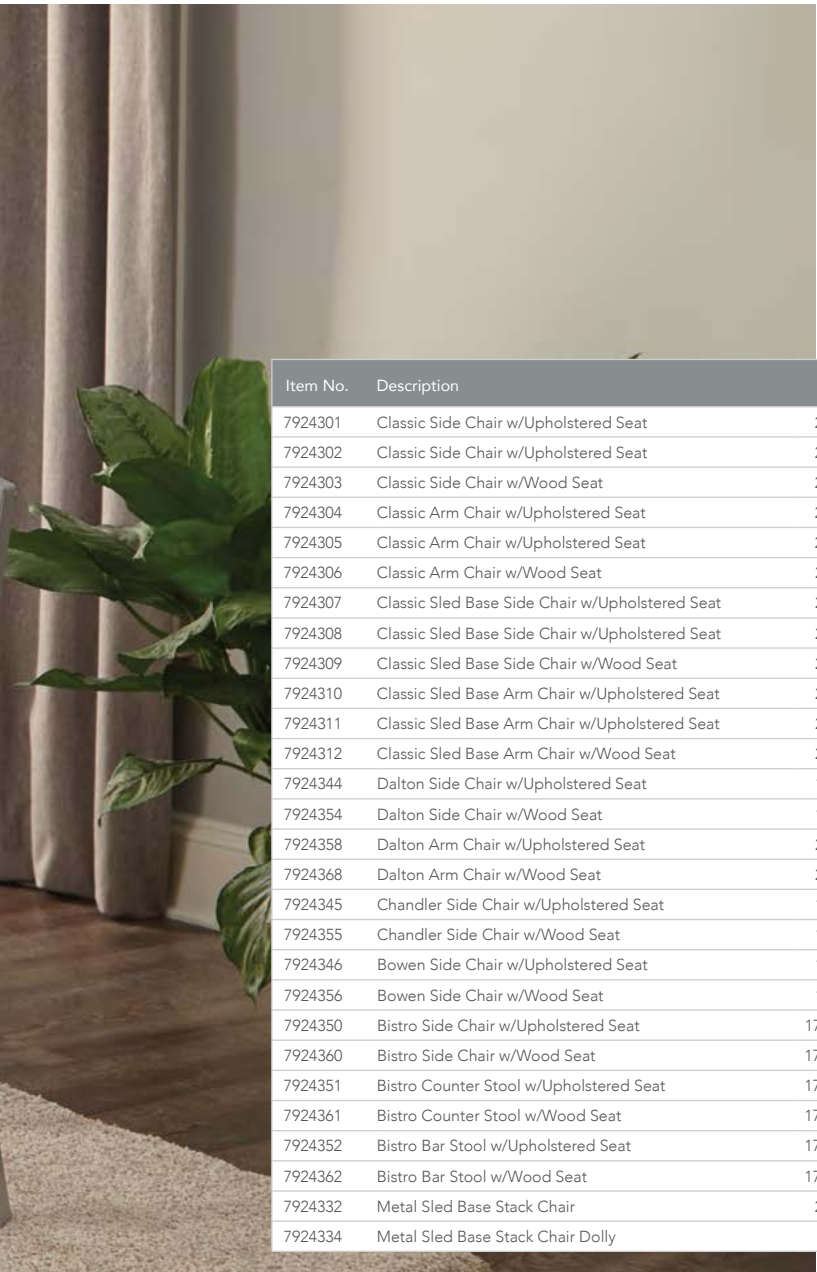 Item No. Description
7924301 Classic Side Chair w/Upholstered Seat
7924302 Classic Side Chair w/Upholstered Seat
7924303 Classic Side Chair w/Wood Seat
7924304 Classic Arm Chair w/Upholstered Seat
7924305 Classic Arm Chair w/Upholstered Seat
7924306 Classic Arm Chair w/Wood Seat
7924307 Classic Sled Base Side Chair w/Upholstered Seat
7924308 Classic Sled Base Side Chair w/Upholstered Seat
7924309 Classic Sled Base Side Chair w/Wood Seat
7924310 Classic Sled Base Arm Chair w/Upholstered Seat
7924311 Classic Sled Base Arm Chair w/Upholstered Seat
7924312 Classic Sled Base Arm Chair w/Wood Seat
7924344 Dalton Side Chair w/Upholstered Seat
7924354 Dalton Side Chair w/Wood Seat
7924358 Dalton Arm Chair w/Upholstered Seat
7924368 Dalton Arm Chair w/Wood Seat
7924345 Chandler Side Chair w/Upholstered Seat
7924355 Chandler Side Chair w/Wood Seat
7924346 Bowen Side Chair w/Upholstered Seat
7924356 Bowen Side Chair w/Wood Seat
7924350 Bistro Side Chair w/Upholstered Seat
7924360 Bistro Side Chair w/Wood Seat
7924351 Bistro Counter Stool w/Upholstered Seat
7924361 Bistro Counter Stool w/Wood Seat
7924352 Bistro Bar Stool w/Upholstered Seat
7924362 Bistro Bar Stool w/Wood Seat
7924332 Metal Sled Base Stack Chair
7924334 Metal Sled Base Stack Chair Dolly